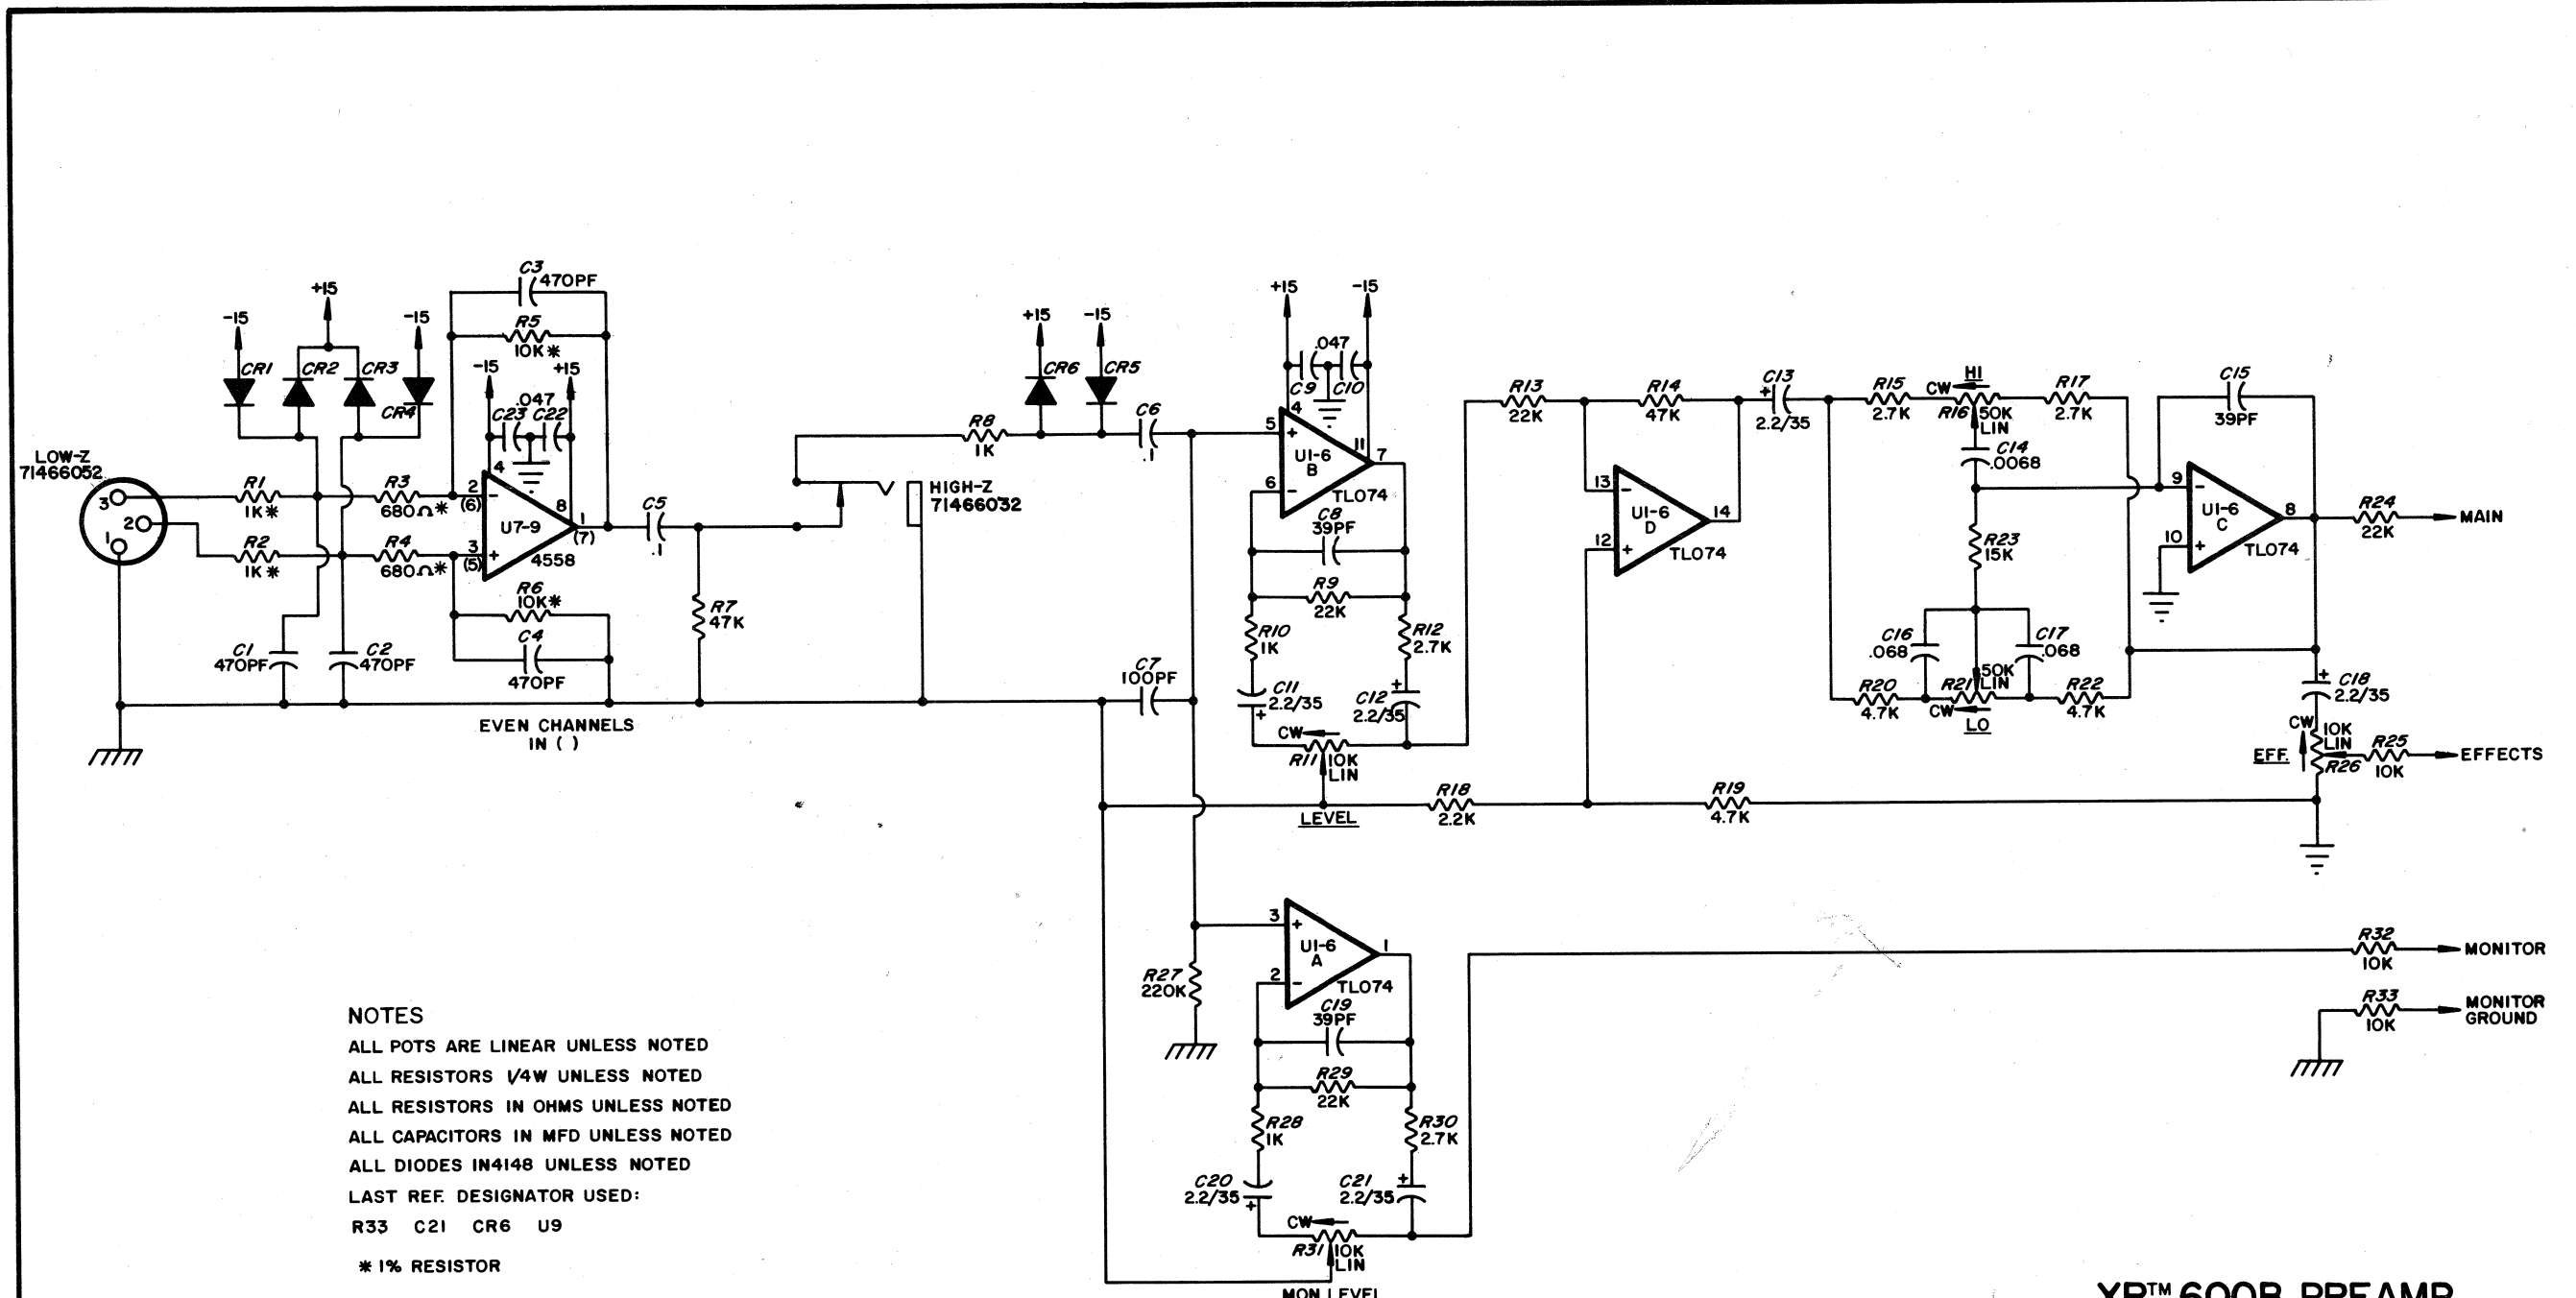 LOW-Z
71466052
3
2
1
R1
1K*
R2
1K*
-15
CR1
+15
CR2
CR3
-15
CR4
R3
680Ω*
R4
680Ω*
C1
470PF
C2
470PF
C3
470PF
R5
10K*
-15
+15
.047
C23
C22
4
2
(6)
8
1
(7)
U7-9
3
(5)
4558
R6
10K*
C4
470PF
EVEN CHANNELS
IN ( )
C5
.1
R7
47K
HIGH-Z
71466032
R8
1K
+15
-15
CR6
CR5
C6
.1
C7
100PF
+15
-15
.047
C9
C10
4
5
11
7
U1-6
B
6
TL074
C8
39PF
R9
22K
R10
1K
R12
2.7K
C11
2.2/35
C12
2.2/35
CW
R11
10K
LIN
LEVEL
R13
22K
R14
47K
13
U1-6
D
14
12
TL074
C13
2.2/35
R18
2.2K
R19
4.7K
R15
2.7K
HI
CW
R16
50K
LIN
R17
2.7K
C14
.0068
R23
15K
C16
.068
C17
.068
R20
4.7K
R21
50K
LIN
R22
4.7K
CW
LO
C15
39PF
9
U1-6
C
8
10
TL074
R24
22K
MAIN
C18
2.2/35
CW
10K
LIN
EFF.
R26
R25
10K
EFFECTS
R27
220K
3
U1-6
A
1
2
TL074
C19
39PF
R29
22K
R28
1K
R30
2.7K
C20
2.2/35
C21
2.2/35
CW
R31
10K
LIN
MON LEVEL
R32
10K
MONITOR
R33
10K
MONITOR
GROUND
NOTES
ALL POTS ARE LINEAR UNLESS NOTED
ALL RESISTORS 1/4W UNLESS NOTED
ALL RESISTORS IN OHMS UNLESS NOTED
ALL CAPACITORS IN MFD UNLESS NOTED
ALL DIODES IN4148 UNLESS NOTED
LAST REF. DESIGNATOR USED:
R33 C21 CR6 U9
* 1% RESISTOR
XR™ 600B PREAMP